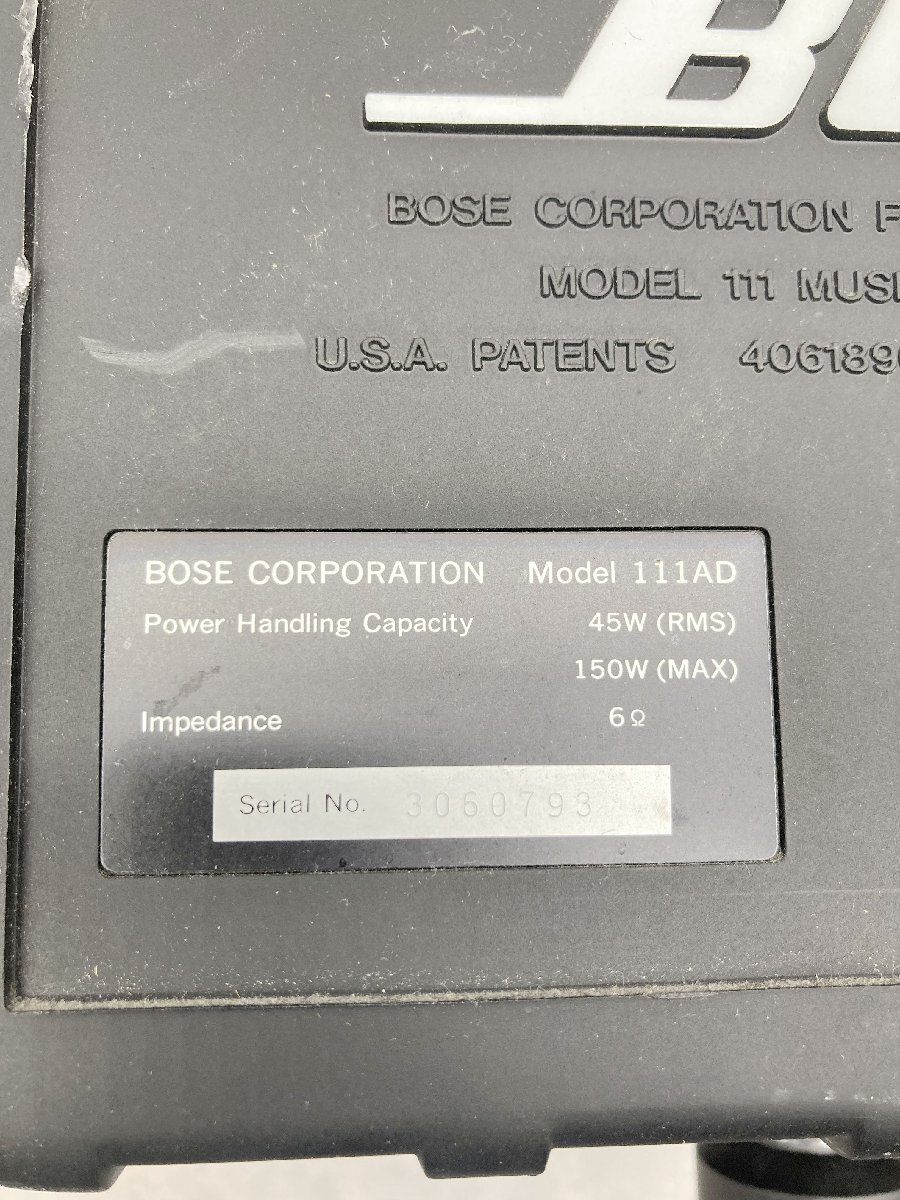 BOSE CORPORATION
MODEL 111
U.S.A. PATENTS
BOSE CORPORATION Model 111AD
Power Handling Capacity 45W (RMS)
150W (MAX)
Impedance 6Ω
Serial No. 3060793